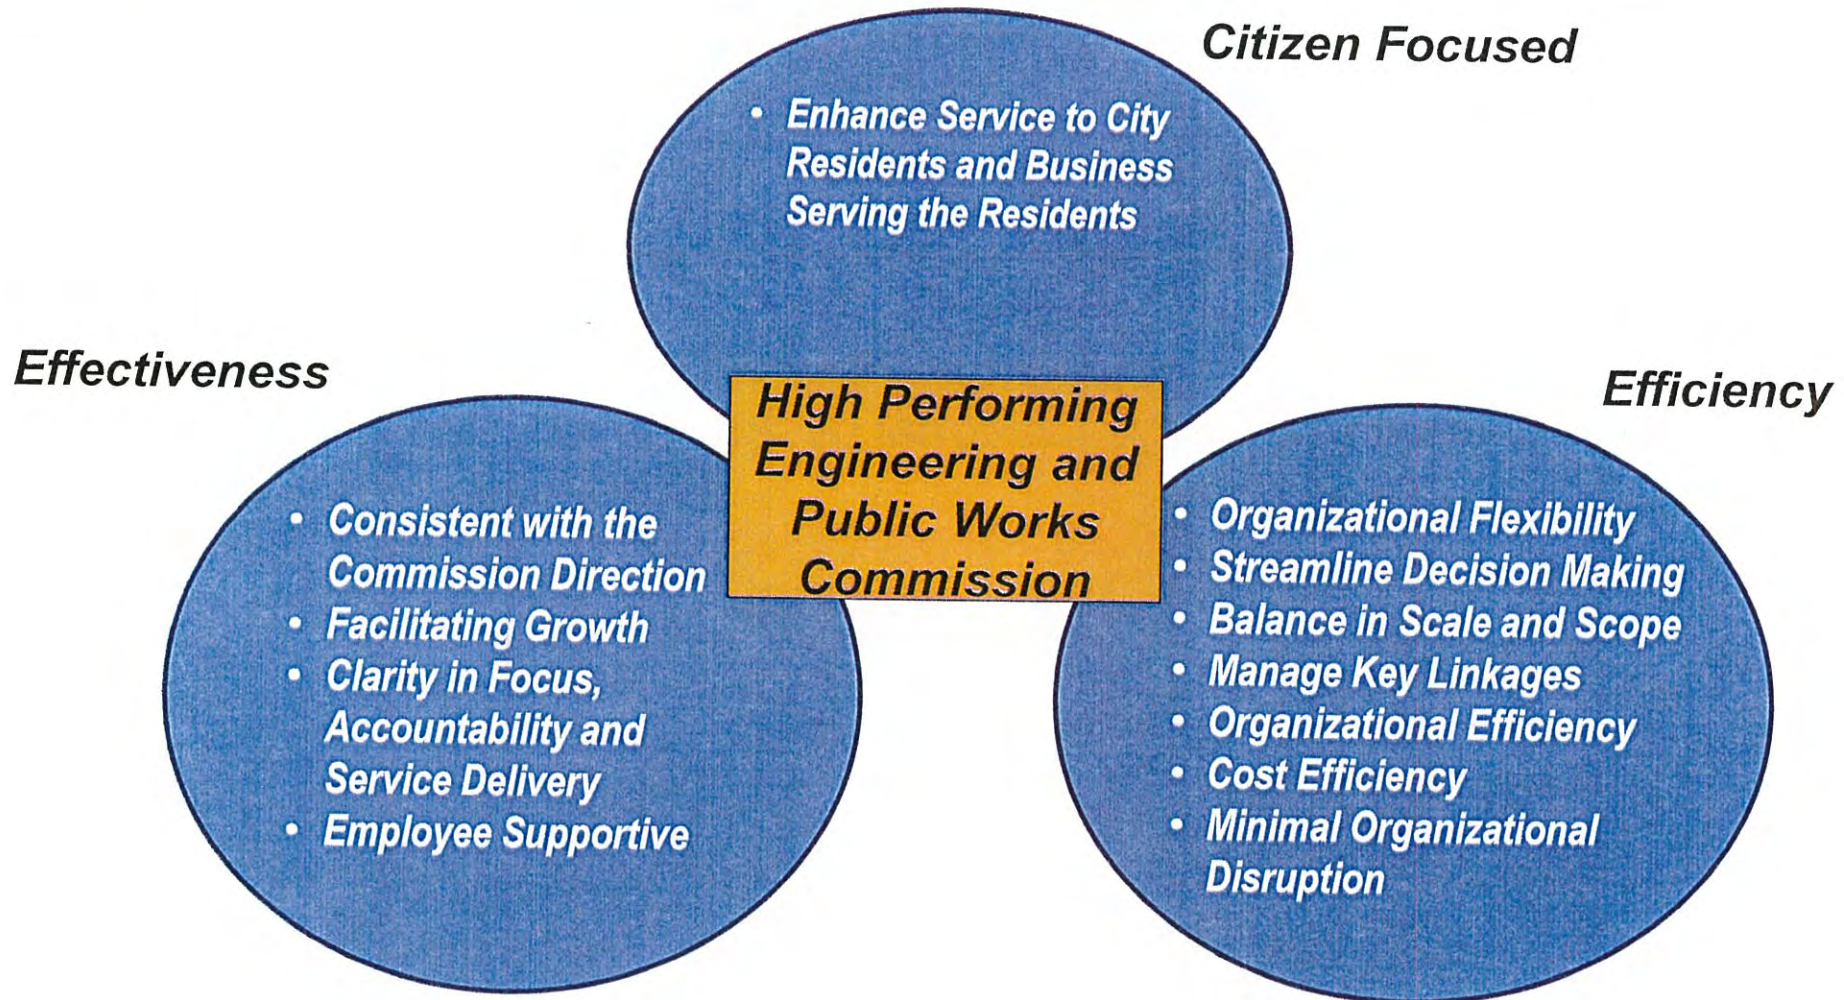 Citizen Focused
• Enhance Service to City
Residents and Business
Serving the Residents
Effectiveness
• Consistent with the
Commission Direction
• Facilitating Growth
• Clarity in Focus,
Accountability and
Service Delivery
• Employee Supportive
High Performing
Engineering and
Public Works
Commission
Efficiency
• Organizational Flexibility
• Streamline Decision Making
• Balance in Scale and Scope
• Manage Key Linkages
• Organizational Efficiency
• Cost Efficiency
• Minimal Organizational
Disruption